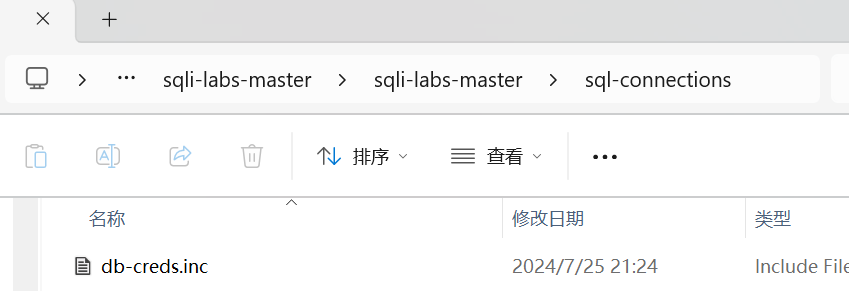 sqli-labs-master sqli-labs-master sql-connections
排序 查看
名称 修改日期 类型
db-creds.inc 2024/7/25 21:24 Include File